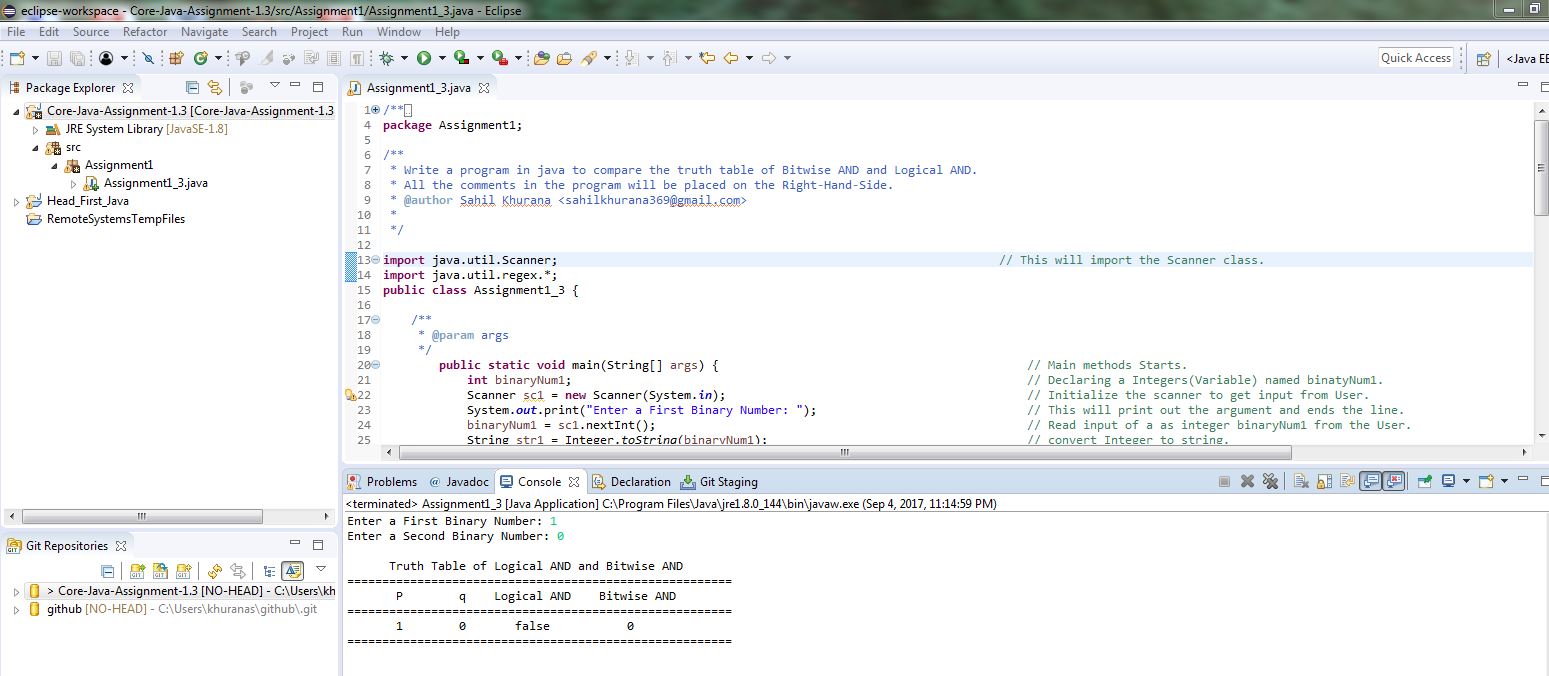 eclipse-workspace - Core-Java-Assignment-1.3/src/Assignment1/Assignment1_3.java - Eclipse
File Edit Source Refactor Navigate Search Project Run Window Help
Quick Access
<Java EE
Package Explorer
Core-Java-Assignment-1.3 [Core-Java-Assignment-1.3
JRE System Library [JavaSE-1.8]
src
Assignment1
Assignment1_3.java
Head_First_Java
RemoteSystemsTempFiles
Git Repositories
> Core-Java-Assignment-1.3 [NO-HEAD] - C:\Users\kh
github [NO-HEAD] - C:\Users\khuranas\github\.git
Assignment1_3.java
1 /**
4 package Assignment1;
5
6 /**
7 * Write a program in java to compare the truth table of Bitwise AND and Logical AND.
8 * All the comments in the program will be placed on the Right-Hand-Side.
9 * @author Sahil Khurana <sahilkhurana369@gmail.com>
10 *
11 */
12
13 import java.util.Scanner; // This will import the Scanner class.
14 import java.util.regex.*;
15 public class Assignment1_3 {
16
17 /**
18 * @param args
19 */
20 public static void main(String[] args) { // Main methods Starts.
21 int binaryNum1; // Declaring a Integers(Variable) named binatyNum1.
22 Scanner sc1 = new Scanner(System.in); // Initialize the scanner to get input from User.
23 System.out.print("Enter a First Binary Number: "); // This will print out the argument and ends the line.
24 binaryNum1 = sc1.nextInt(); // Read input of a as integer binaryNum1 from the User.
25 String str1 = Integer.toString(binaryNum1); // convert Integer to string.
Problems @ Javadoc Console Declaration Git Staging
<terminated> Assignment1_3 [Java Application] C:\Program Files\Java\jre1.8.0_144\bin\javaw.exe (Sep 4, 2017, 11:14:59 PM)
Enter a First Binary Number: 1
Enter a Second Binary Number: 0
Truth Table of Logical AND and Bitwise AND
=======================================================
P q Logical AND Bitwise AND
=======================================================
1 0 false 0
=======================================================